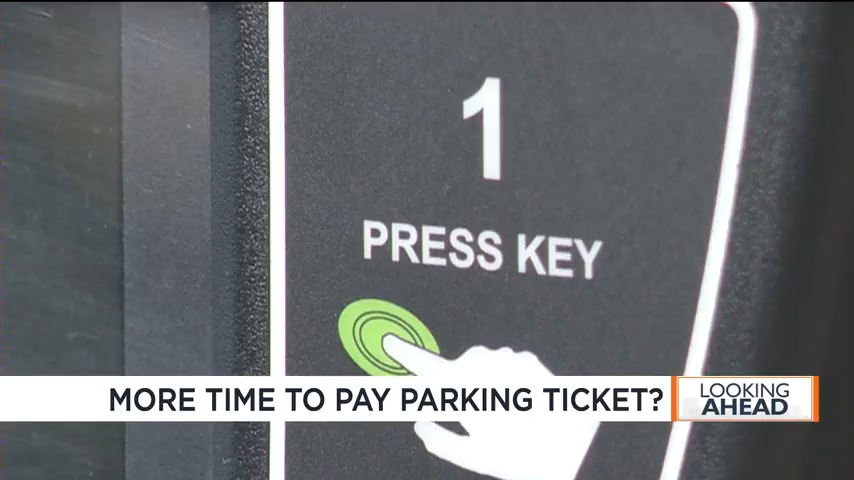 1
PRESS KEY
MORE TIME TO PAY PARKING TICKET?
LOOKING
AHEAD